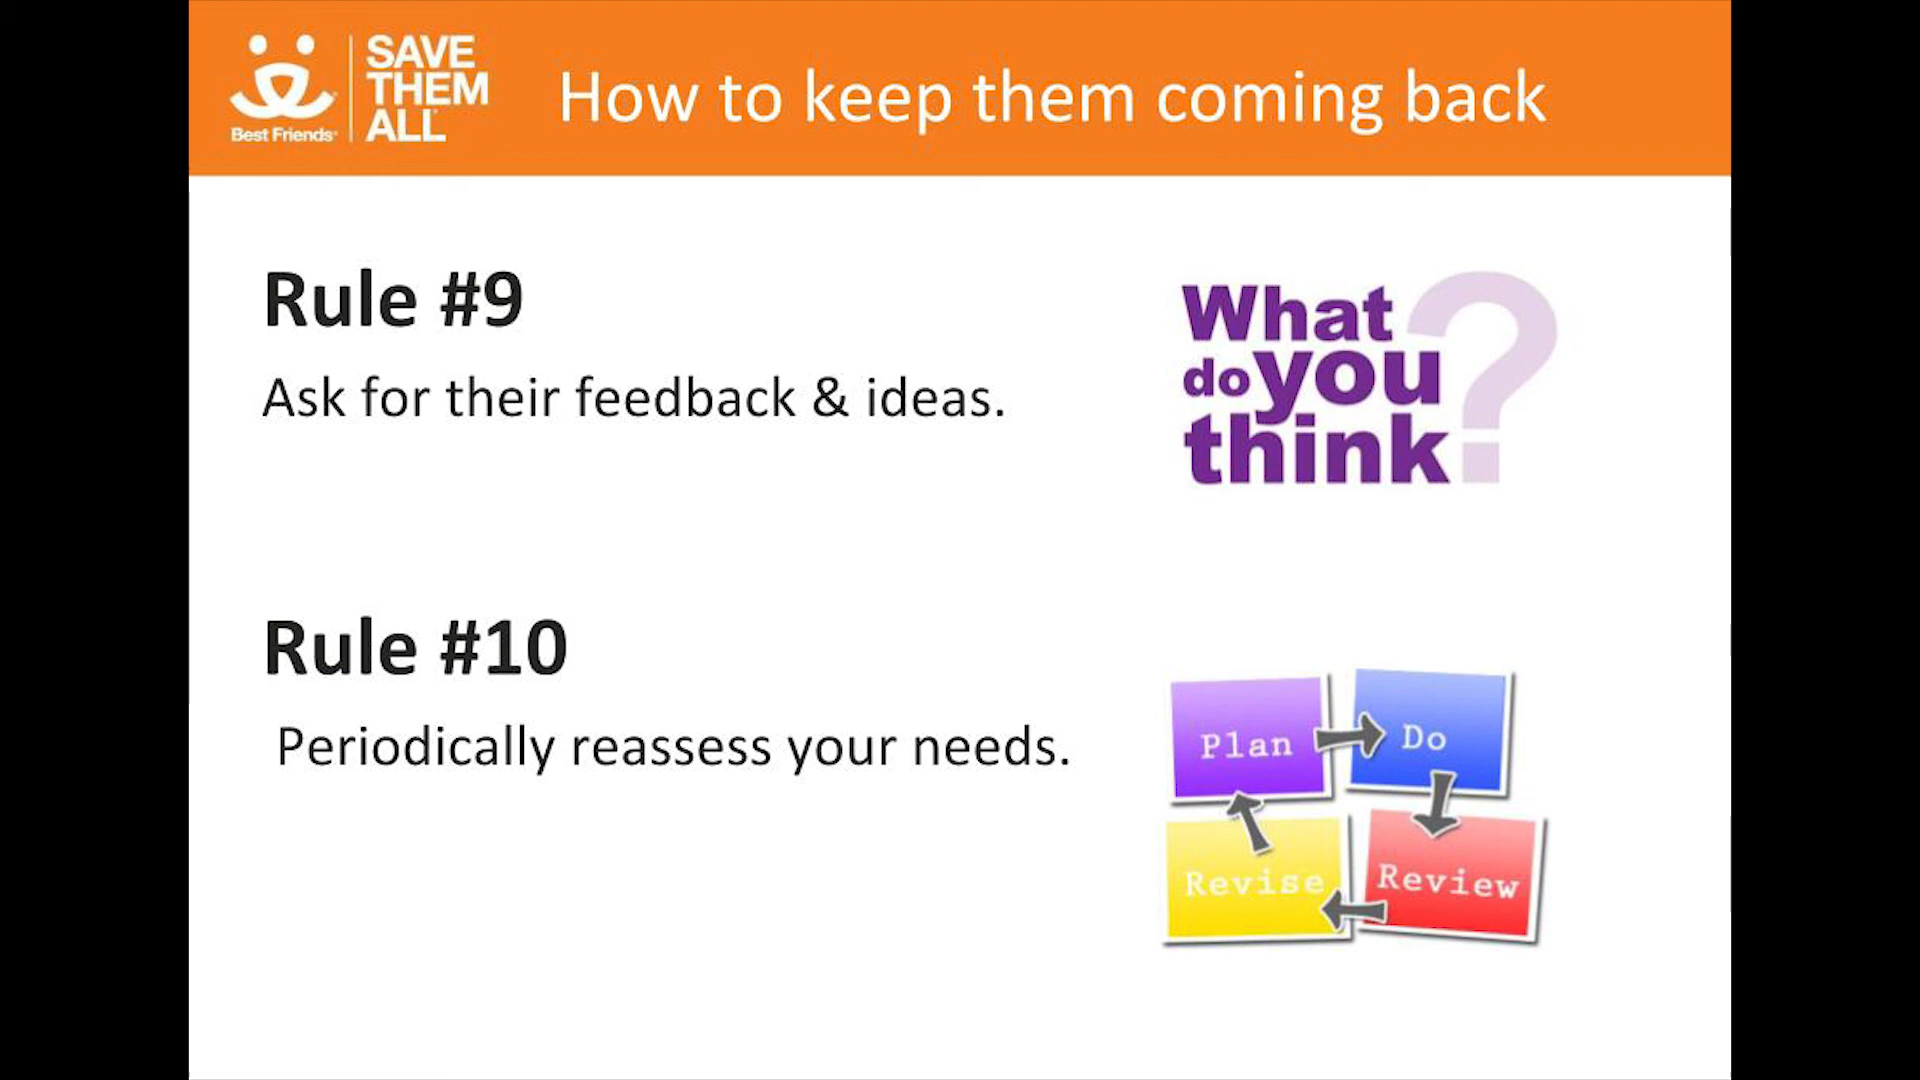 SAVE
THEM
ALL
Best Friends
How to keep them coming back
Rule #9
Ask for their feedback & ideas.
What
do you
think
?
Rule #10
Periodically reassess your needs.
Plan
Do
Revise
Review